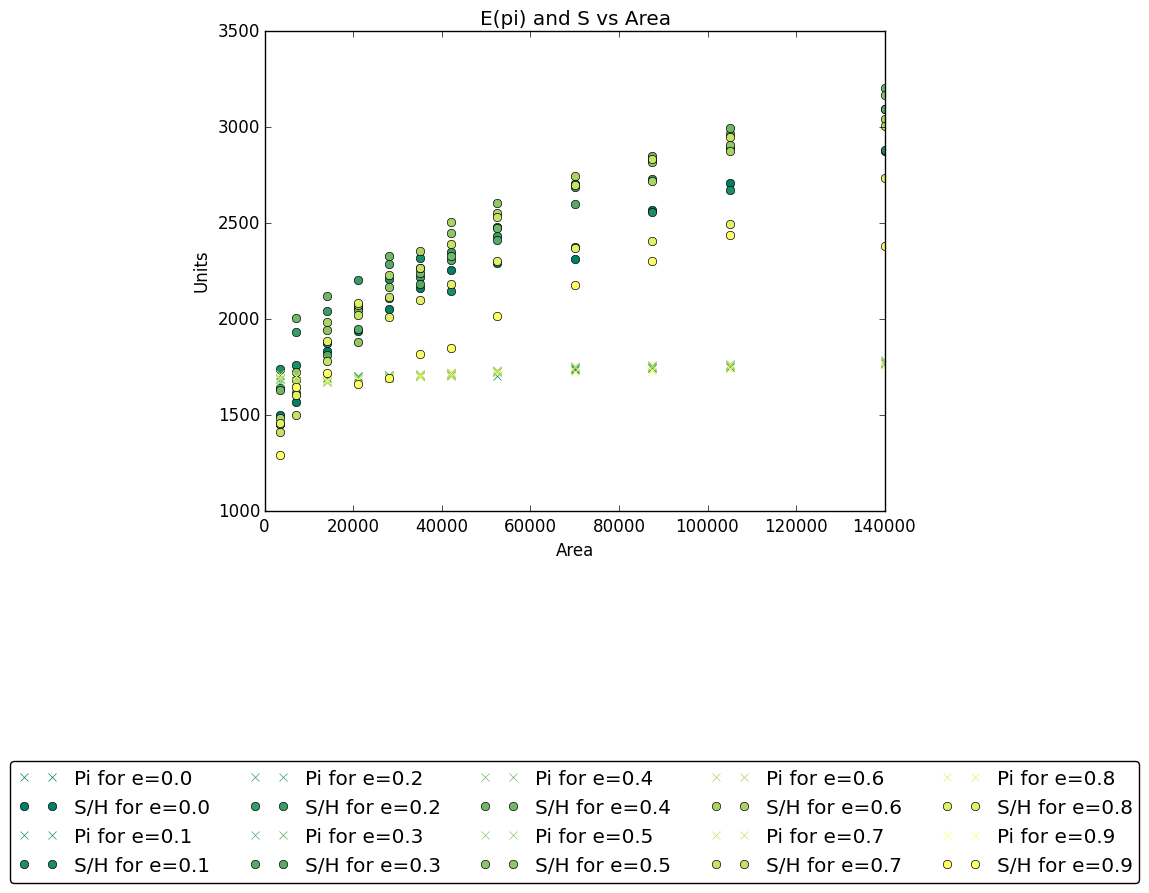 E(pi) and S vs Area
3500
3000
2500
2000
1500
1000
Units
0 20000 40000 60000 80000 100000 120000 140000
Area
Pi for e=0.0 Pi for e=0.2 Pi for e=0.4 Pi for e=0.6 Pi for e=0.8
S/H for e=0.0 S/H for e=0.2 S/H for e=0.4 S/H for e=0.6 S/H for e=0.8
Pi for e=0.1 Pi for e=0.3 Pi for e=0.5 Pi for e=0.7 Pi for e=0.9
S/H for e=0.1 S/H for e=0.3 S/H for e=0.5 S/H for e=0.7 S/H for e=0.9